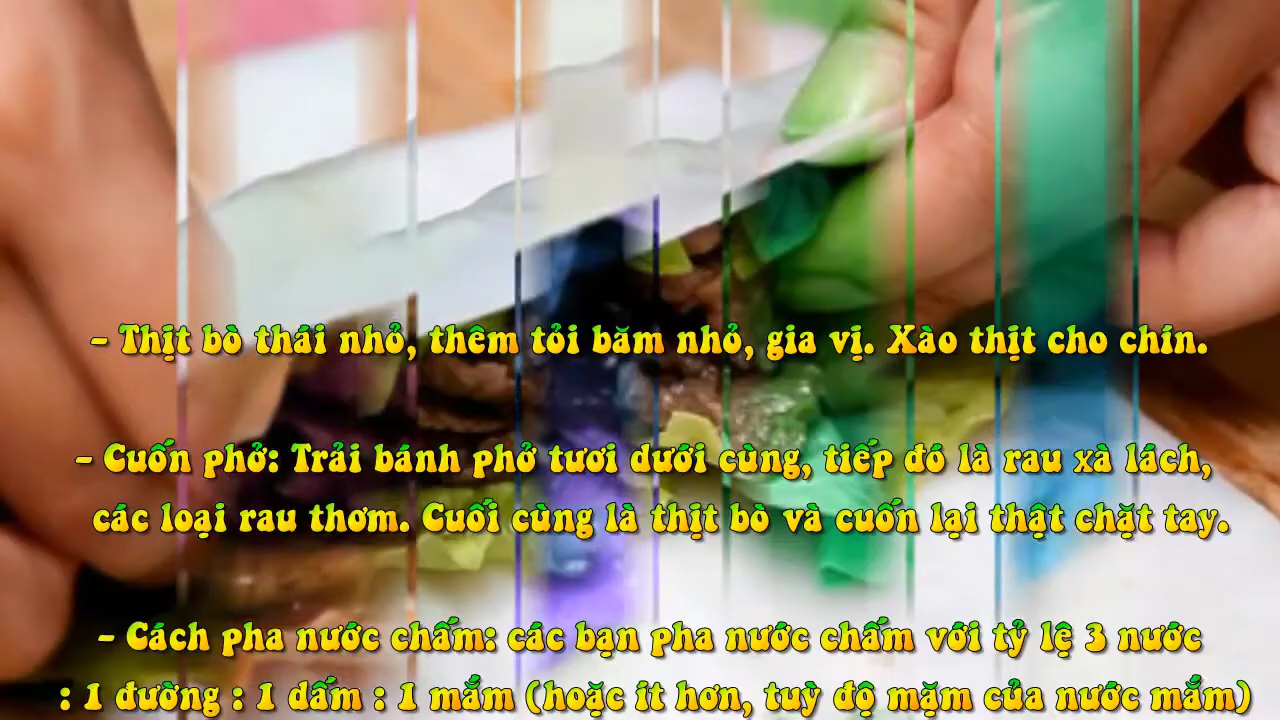 - Thịt bò thái nhỏ, thêm tỏi băm nhỏ, gia vị. Xào thịt cho chín.
- Cuốn phở: Trải bánh phở tươi dưới cùng, tiếp đó là rau xà lách,
các loại rau thơm. Cuối cùng là thịt bò và cuốn lại thật chặt tay.
- Cách pha nước chấm: các bạn pha nước chấm với tỷ lệ 3 nước
: 1 đường : 1 dấm : 1 mắm (hoặc ít hơn, tuỳ độ mặm của nước mắm)